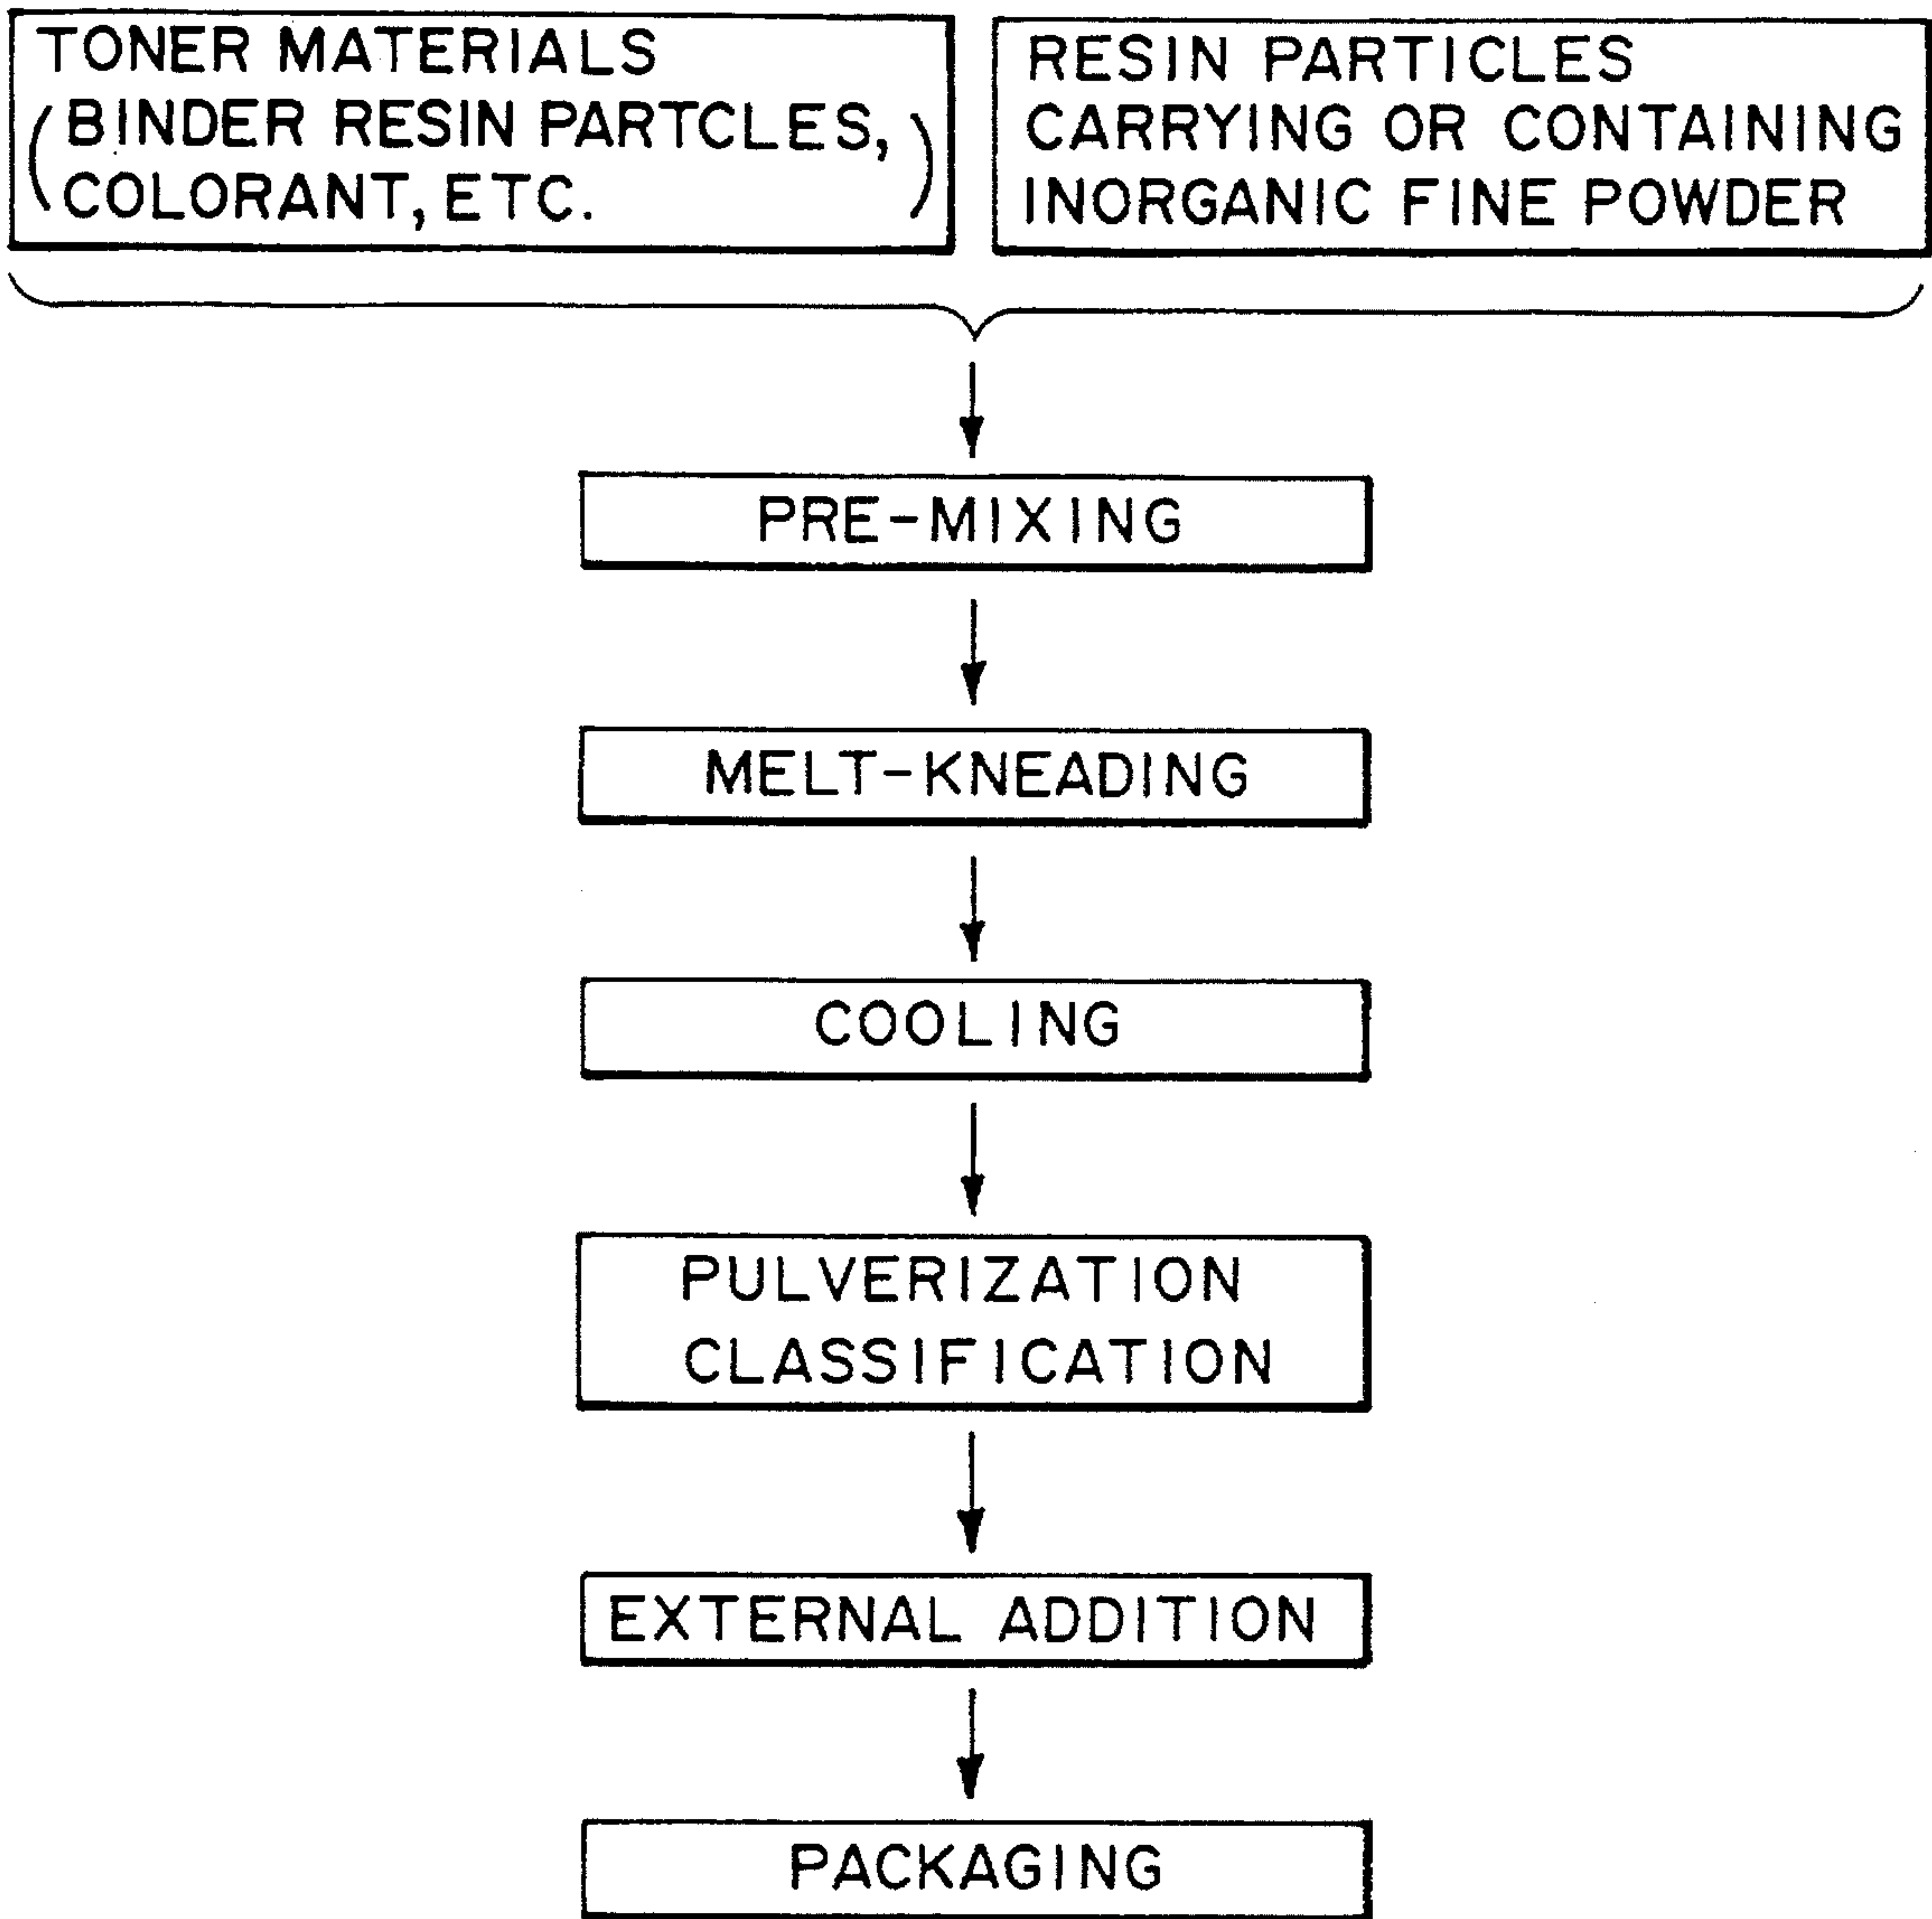 TONER MATERIALS
(BINDER RESIN PARTCLES,
COLORANT, ETC.)
RESIN PARTICLES
CARRYING OR CONTAINING
INORGANIC FINE POWDER
PRE-MIXING
MELT-KNEADING
COOLING
PULVERIZATION
CLASSIFICATION
EXTERNAL ADDITION
PACKAGING